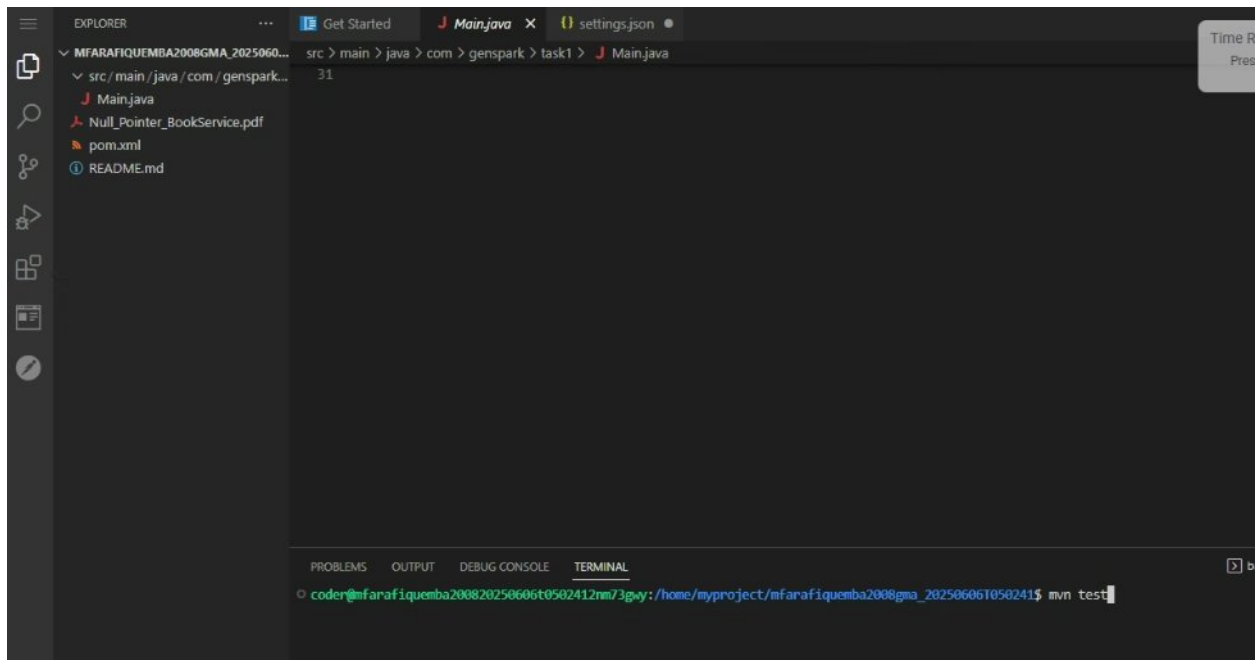 EXPLORER ...
Get Started
Main.java
{} settings.json
Time R
Pres
MFARAFIQUEMBA2008GMA_2025060...
src > main > java > com > genspark > task1 > J Main.java
src/main/java/com/genspark...
31
J Main.java
Null_Pointer_BookService.pdf
pom.xml
README.md
PROBLEMS OUTPUT DEBUG CONSOLE TERMINAL
b
coder@mfarafiquemba200820250606t0502412nm73gwy:/home/myproject/mfarafiquemba2008gma_20250606T050241$ mvn test